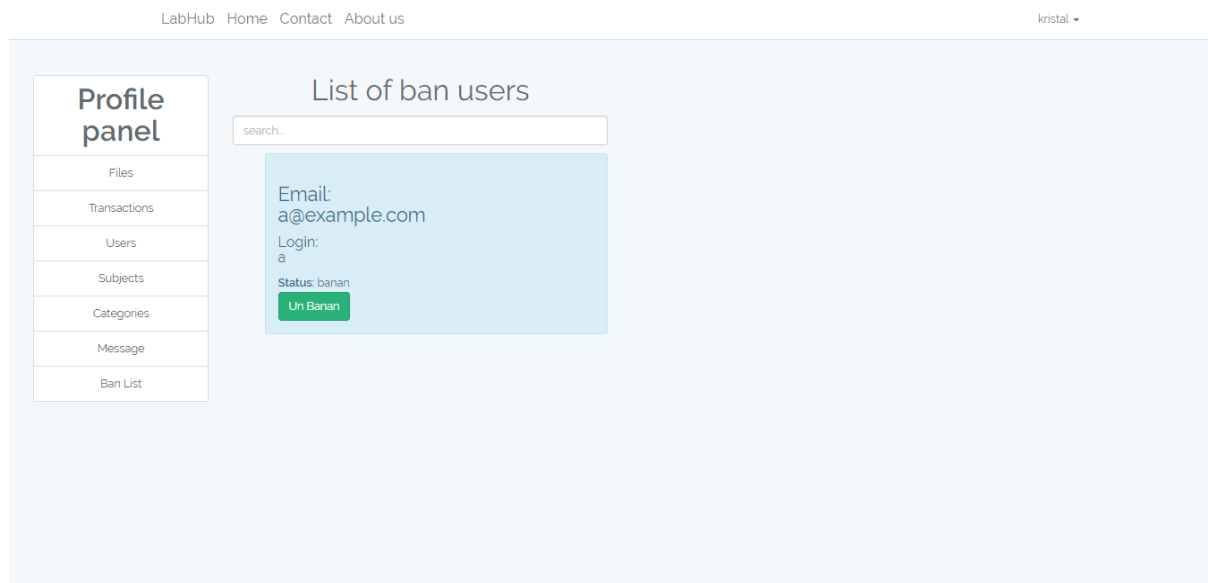 LabHub Home Contact About us kristal
Profile
panel
Files
Transactions
Users
Subjects
Categories
Message
Ban List
List of ban users
search...
Email:
a@example.com
Login:
a
Status: banan
Un Banan